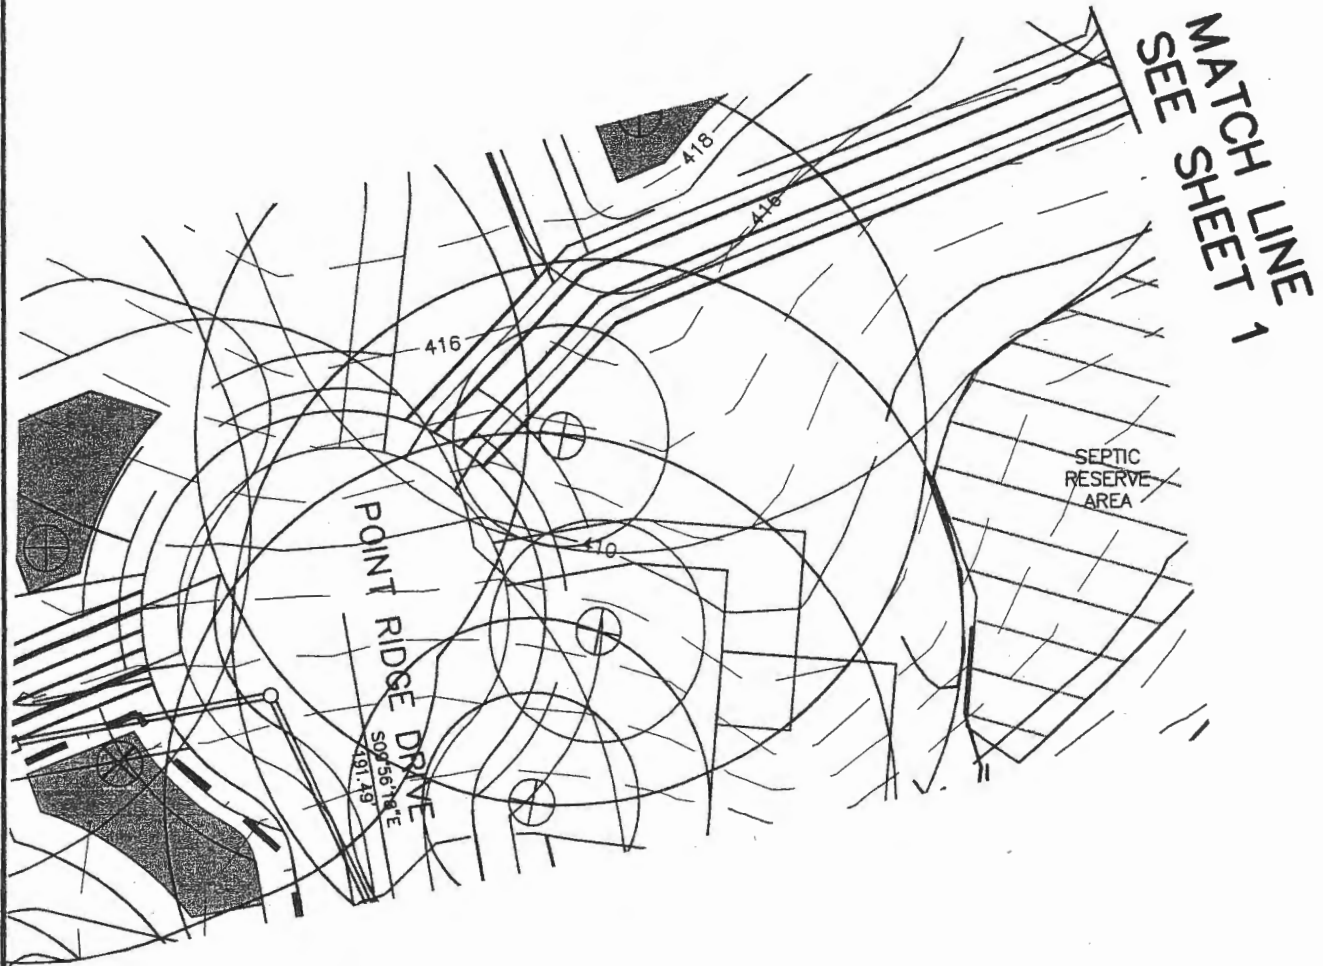 MATCH LINE
SEE SHEET 1
418
416
416
SEPTIC
RESERVE
AREA
410
POINT RIDGE DRIVE
S09°56'18"E
191.49'